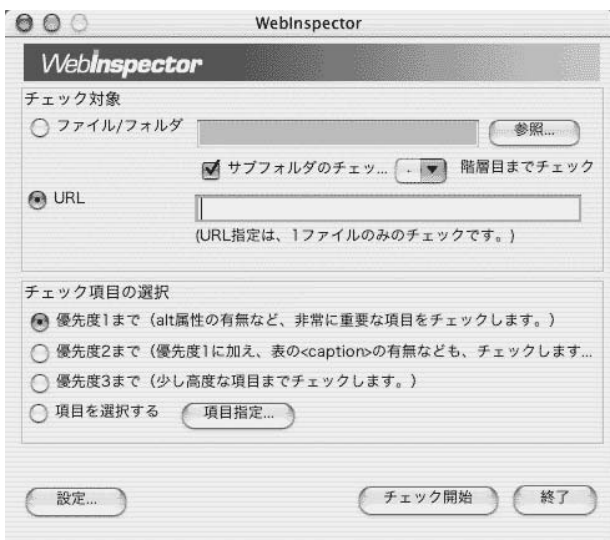 WebInspector
WebInspector
チェック対象
ファイル/フォルダ
参照...
サブフォルダのチェッ... . 階層目までチェック
URL
(URL指定は、1ファイルのみのチェックです。)
チェック項目の選択
優先度1まで（alt属性の有無など、非常に重要な項目をチェックします。）
優先度2まで（優先度1に加え、表の<caption>の有無なども、チェックします...
優先度3まで（少し高度な項目までチェックします。）
項目を選択する 項目指定...
設定... チェック開始 終了